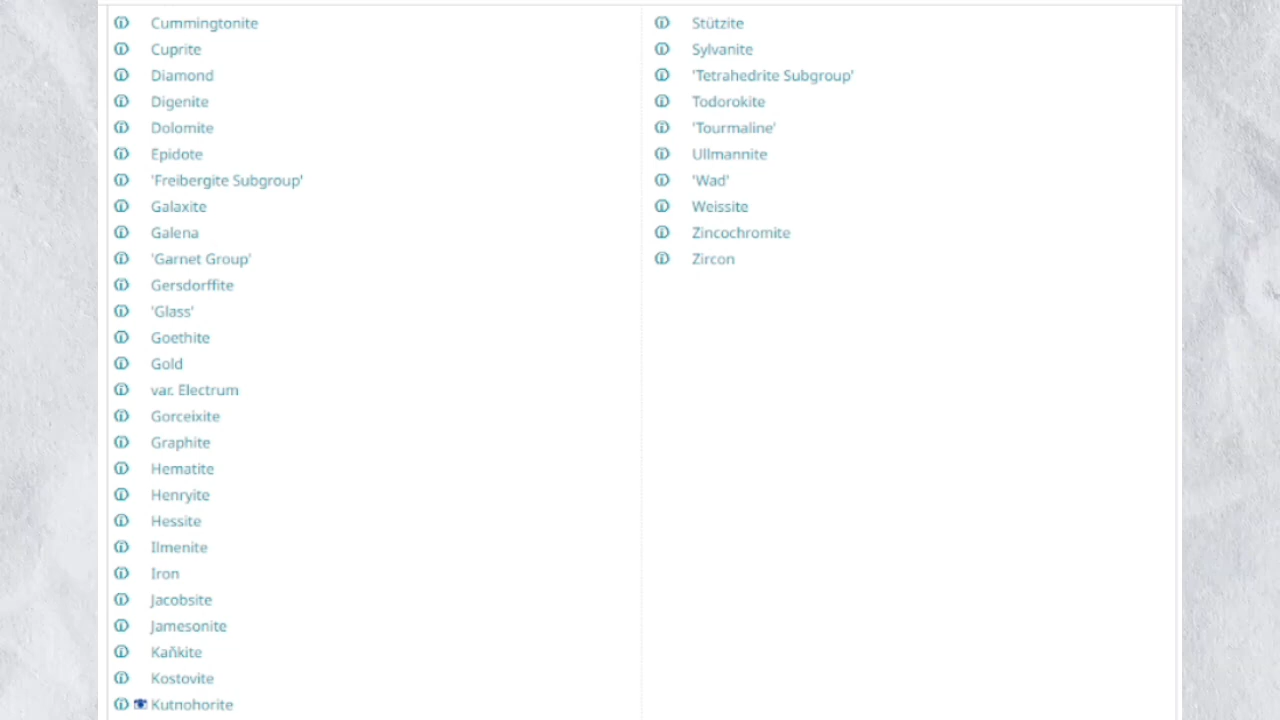 Cummingtonite
Cuprite
Diamond
Digenite
Dolomite
Epidote
'Freibergite Subgroup'
Galaxite
Galena
'Garnet Group'
Gersdorffite
'Glass'
Goethite
Gold
var. Electrum
Gorceixite
Graphite
Hematite
Henryite
Hessite
Ilmenite
Iron
Jacobsite
Jamesonite
Kaňkite
Kostovite
Kutnohorite
Stützite
Sylvanite
'Tetrahedrite Subgroup'
Todorokite
'Tourmaline'
Ullmannite
'Wad'
Weissite
Zincochromite
Zircon